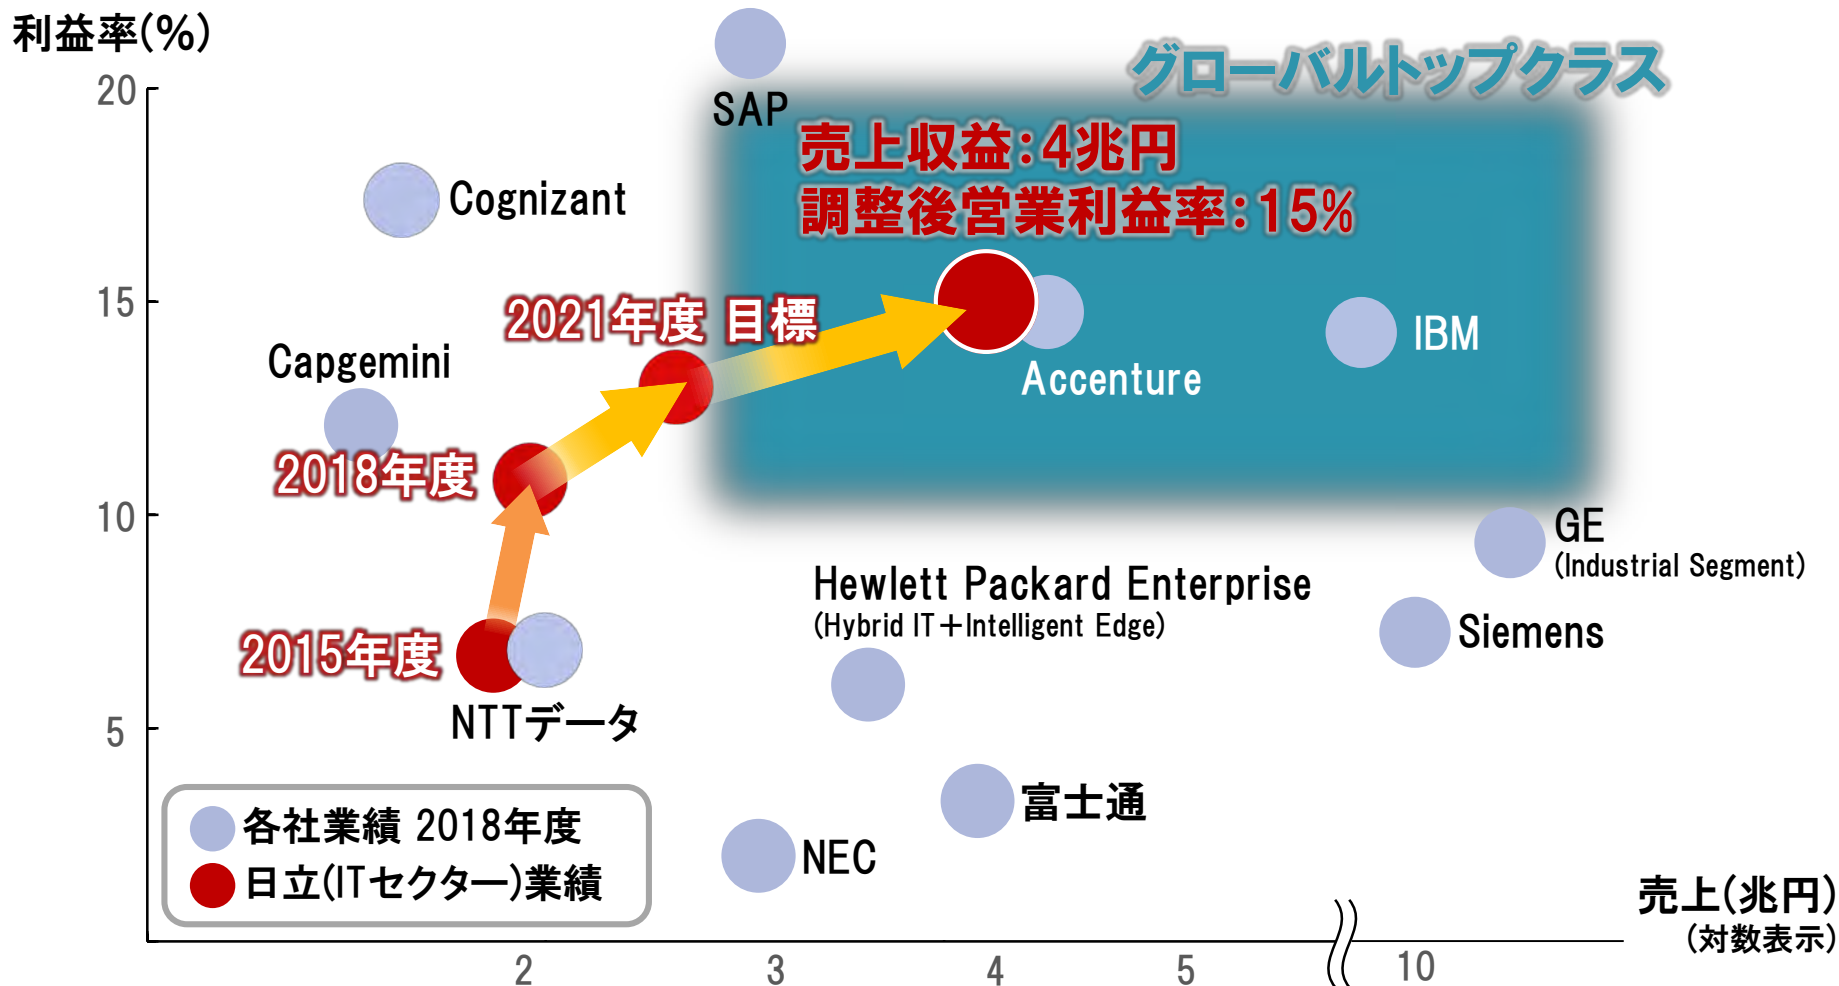 利益率(%)
グローバルトップクラス
20
SAP
売上収益:4兆円
調整後営業利益率:15%
Cognizant
15
2021年度 目標
IBM
Capgemini
Accenture
2018年度
10
GE
(Industrial Segment)
Hewlett Packard Enterprise
(Hybrid IT+Intelligent Edge)
Siemens
2015年度
NTTデータ
5
富士通
各社業績 2018年度
NEC
日立(ITセクター)業績
売上(兆円)
(対数表示)
2
3
4
5
10